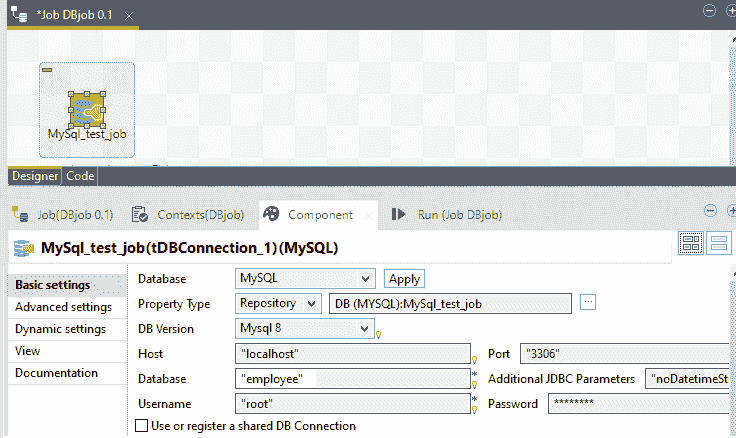 *Job DBjob 0.1
MySql_test_job
Designer Code
Job(DBjob 0.1) Contexts(DBjob) Component Run (Job DBjob)
MySql_test_job(tDBConnection_1)(MySQL)
Basic settings
Advanced settings
Dynamic settings
View
Documentation
Database MySQL Apply
Property Type Repository DB (MYSQL):MySql_test_job ...
DB Version Mysql 8
Host "localhost" Port "3306"
Database "employee" * Additional JDBC Parameters "noDatetimeSt
Username "root" * Password ********
Use or register a shared DB Connection